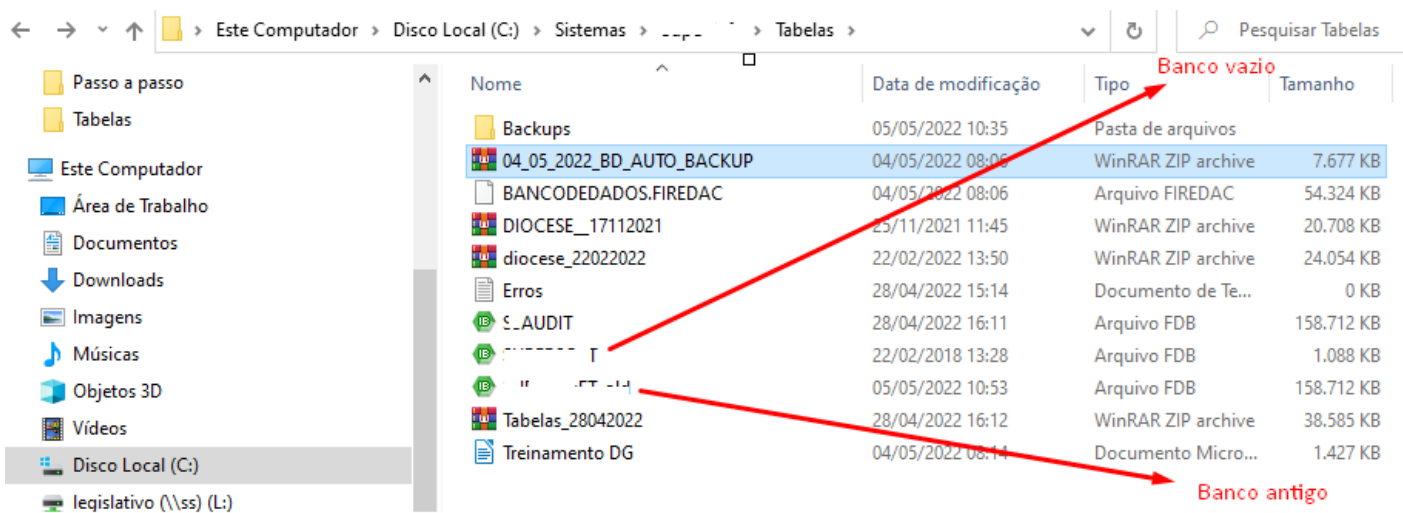 Este Computador > Disco Local (C:) > Sistemas > > Tabelas >
Pesquisar Tabelas
Banco vazio
Passo a passo
Tabelas
Este Computador
Área de Trabalho
Documentos
Downloads
Imagens
Músicas
Objetos 3D
Vídeos
Disco Local (C:)
legislativo (\\ss) (L:)
Nome Data de modificação Tipo Tamanho
Backups 05/05/2022 10:35 Pasta de arquivos
04_05_2022_BD_AUTO_BACKUP 04/05/2022 08:06 WinRAR ZIP archive 7.677 KB
BANCODEDADOS.FIREDAC 04/05/2022 08:06 Arquivo FIREDAC 54.324 KB
DIOCESE__17112021 25/11/2021 11:45 WinRAR ZIP archive 20.708 KB
diocese_22022022 22/02/2022 13:50 WinRAR ZIP archive 24.054 KB
Erros 28/04/2022 15:14 Documento de Te... 0 KB
AUDIT 28/04/2022 16:11 Arquivo FDB 158.712 KB
22/02/2018 13:28 Arquivo FDB 1.088 KB
05/05/2022 10:53 Arquivo FDB 158.712 KB
Tabelas_28042022 28/04/2022 16:12 WinRAR ZIP archive 38.585 KB
Treinamento DG 04/05/2022 08:14 Documento Micro... 1.427 KB
Banco antigo